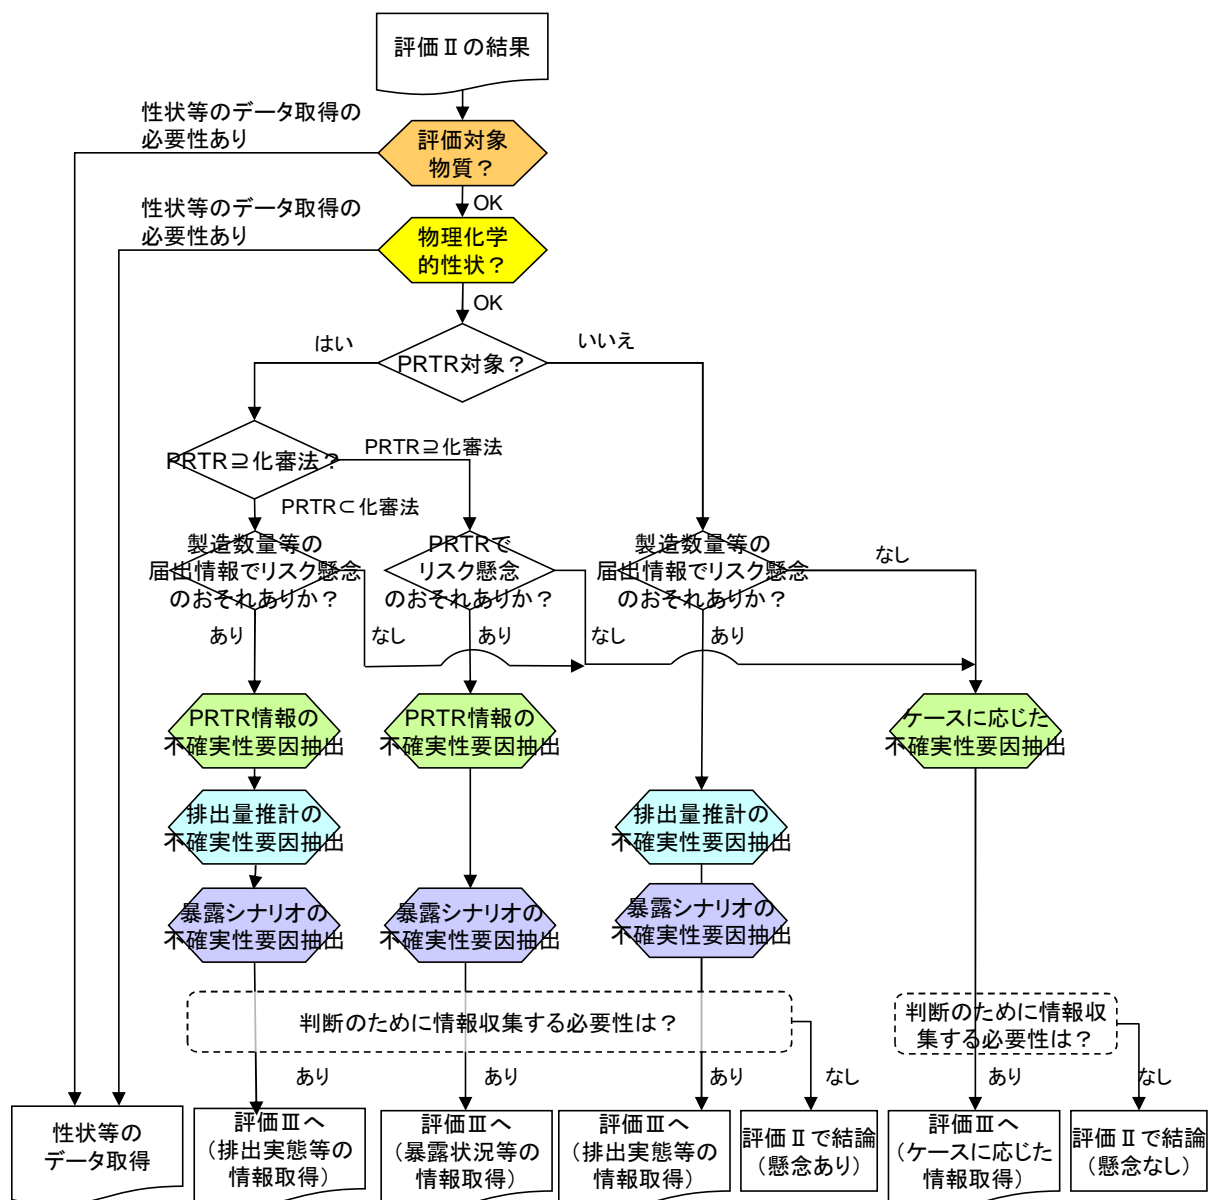 評価Ⅱの結果
性状等のデータ取得の
必要性あり
評価対象
物質？
OK
性状等のデータ取得の
必要性あり
物理化学
的性状？
OK
はい
いいえ
PRTR対象？
PRTR⊇化審法？
PRTR⊇化審法
PRTR⊂化審法
製造数量等の
届出情報でリスク懸念
のおそれありか？
PRTRで
リスク懸念
のおそれありか？
製造数量等の
届出情報でリスク懸念
のおそれありか？
なし
あり
なし
あり
なし
あり
PRTR情報の
不確実性要因抽出
PRTR情報の
不確実性要因抽出
ケースに応じた
不確実性要因抽出
排出量推計の
不確実性要因抽出
排出量推計の
不確実性要因抽出
暴露シナリオの
不確実性要因抽出
暴露シナリオの
不確実性要因抽出
暴露シナリオの
不確実性要因抽出
判断のために情報収集する必要性は？
判断のために情報収
集する必要性は？
あり
あり
あり
なし
あり
なし
性状等の
データ取得
評価Ⅲへ
（排出実態等の
情報取得）
評価Ⅲへ
（暴露状況等の
情報取得）
評価Ⅲへ
（排出実態等の
情報取得）
評価Ⅱで結論
（懸念あり）
評価Ⅲへ
（ケースに応じた
情報取得）
評価Ⅱで結論
（懸念なし）